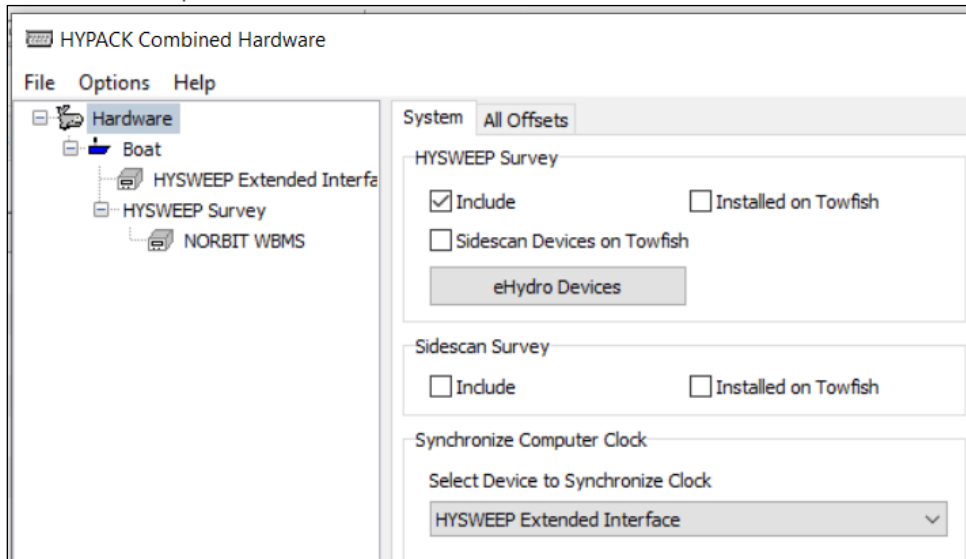 HYPACK Combined Hardware
File Options Help
Hardware
Boat
HYSWEEP Extended Interfa
HYSWEEP Survey
NORBIT WBMS
System All Offsets
HYSWEEP Survey
Include Installed on Towfish
Sidescan Devices on Towfish
eHydro Devices
Sidescan Survey
Include Installed on Towfish
Synchronize Computer Clock
Select Device to Synchronize Clock
HYSWEEP Extended Interface